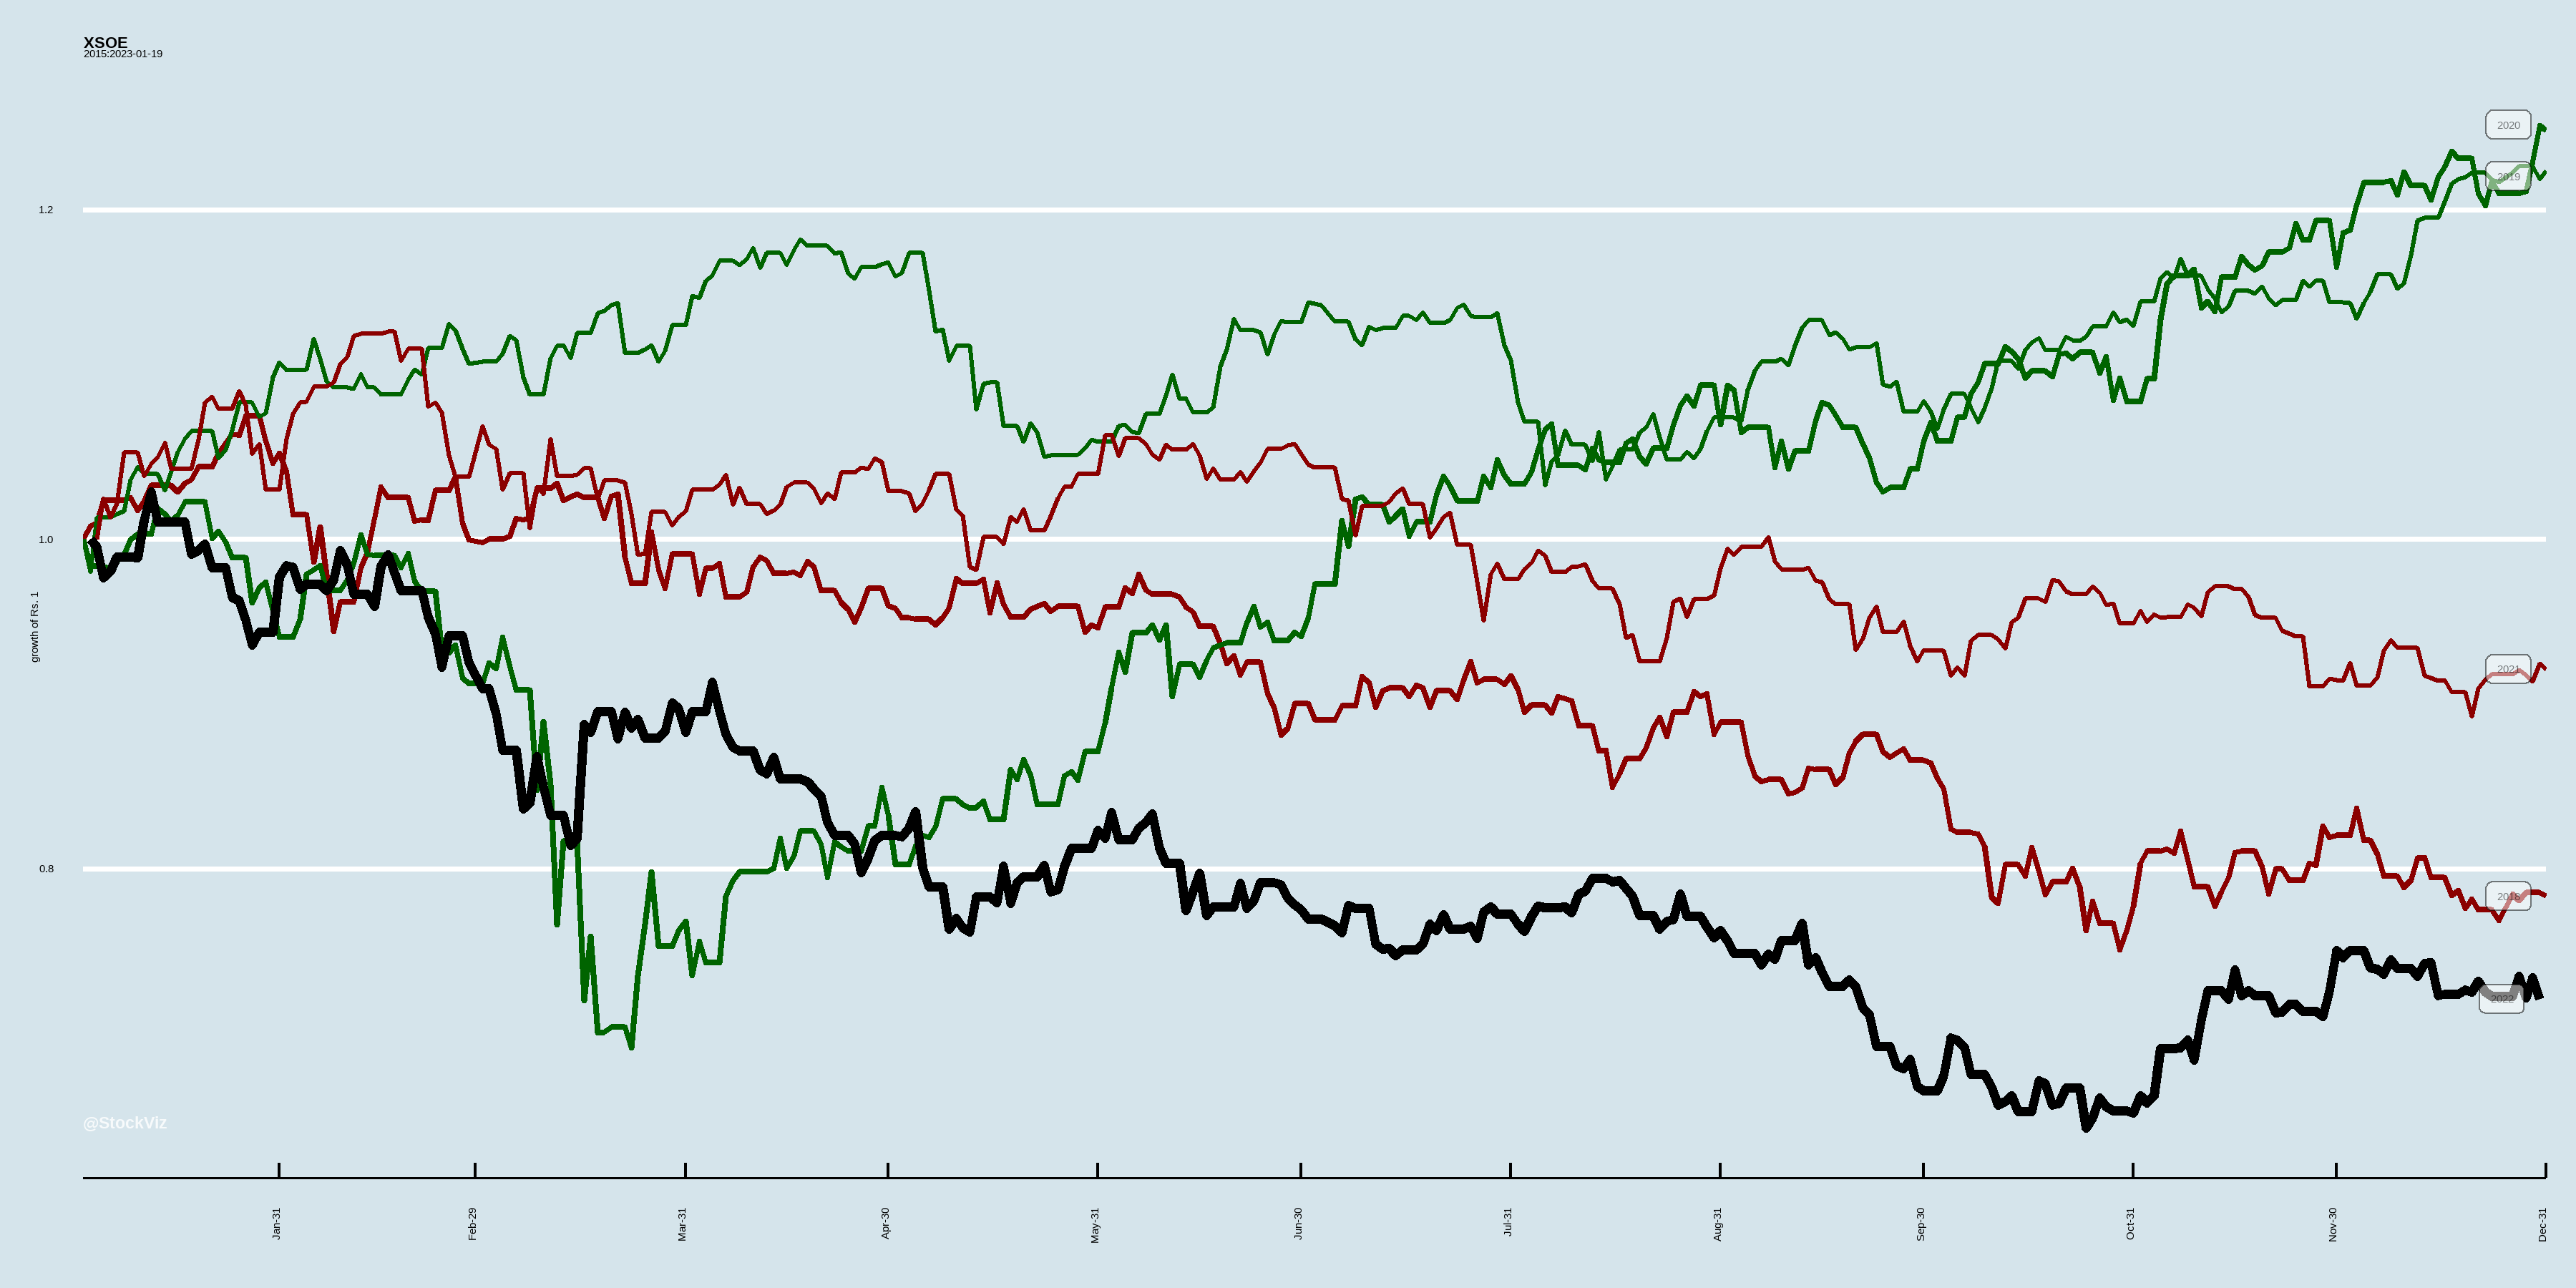 XSOE
2015:2023-01-19
2020
2019
1.2
1.0
growth of Rs. 1
2021
0.8
2022
@StockViz
Jan-31
Feb-29
Mar-31
Apr-30
May-31
Jun-30
Jul-31
Aug-31
Sep-30
Oct-31
Nov-30
Dec-31